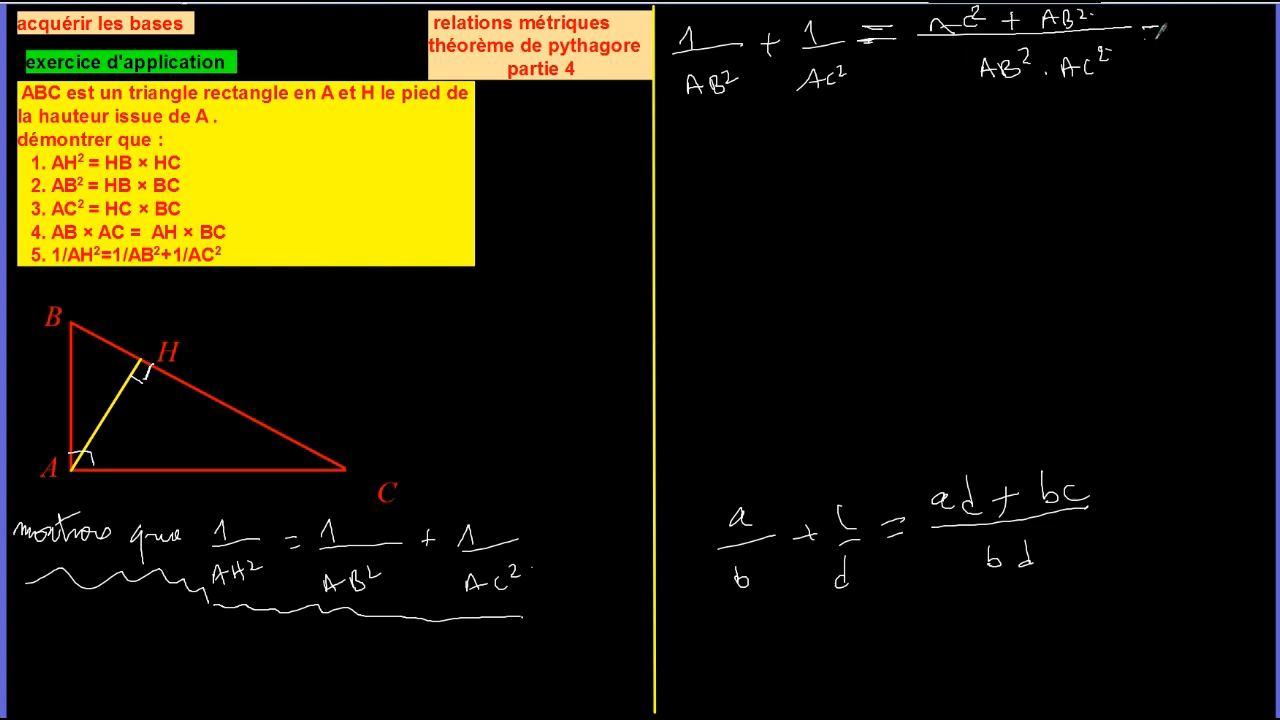 acquérir les bases
exercice d'application
relations métriques
théorème de pythagore
partie 4
ABC est un triangle rectangle en A et H le pied de
la hauteur issue de A .
démontrer que :
1. AH² = HB × HC
2. AB² = HB × BC
3. AC² = HC × BC
4. AB × AC = AH × BC
5. 1/AH²=1/AB²+1/AC²
B
H
A
C
montrons que 1/AH² = 1/AB² + 1/AC²
1/AB² + 1/AC² = (AC² + AB²)/(AB² . AC²) =
a/b + c/d = (ad + bc)/(bd)